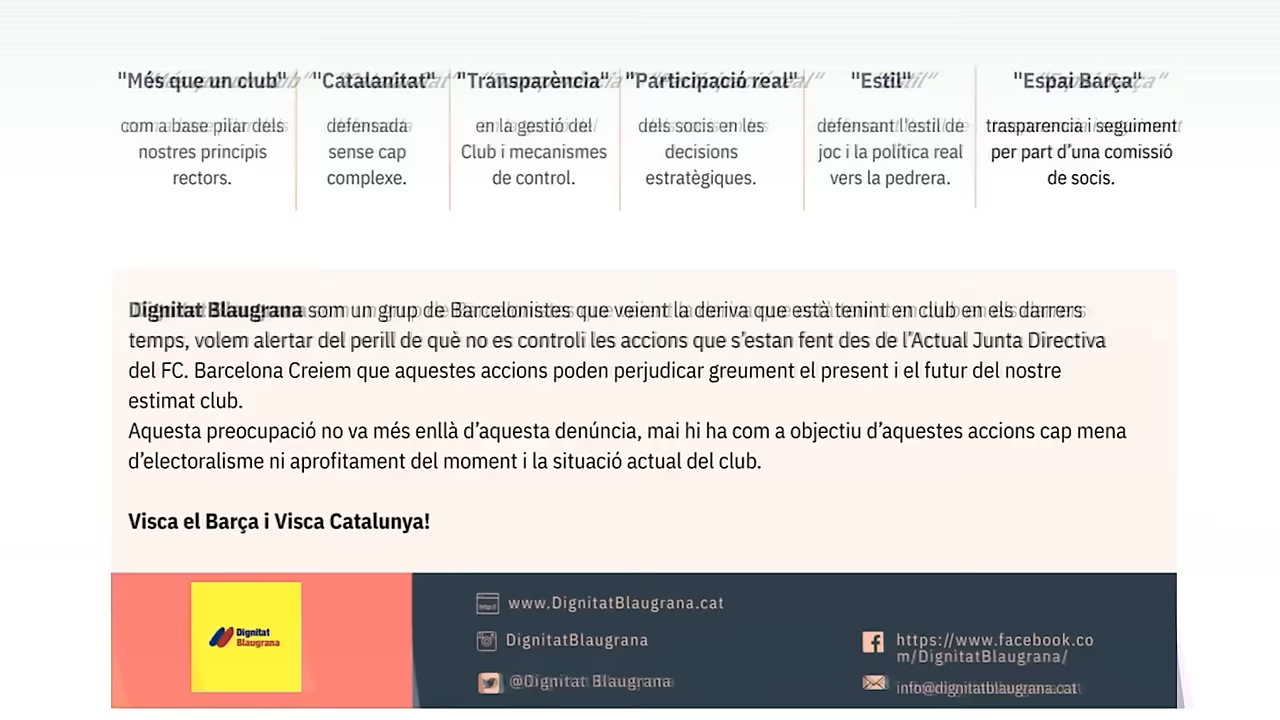 "Més que un club"
com a base pilar dels
nostres principis
rectors.
"Catalanitat"
defensada
sense cap
complexe.
"Transparència"
en la gestió del
Club i mecanismes
de control.
"Participació real"
dels socis en les
decisions
estratègiques.
"Estil"
defensant l'estil de
joc i la política real
vers la pedrera.
"Espai Barça"
trasparencia i seguiment
per part d’una comissió
de socis.
Dignitat Blaugrana som un grup de Barcelonistes que veient la deriva que està tenint en club en els darrers
temps, volem alertar del perill de què no es controli les accions que s’estan fent des de l’Actual Junta Directiva
del FC. Barcelona Creiem que aquestes accions poden perjudicar greument el present i el futur del nostre
estimat club.
Aquesta preocupació no va més enllà d’aquesta denúncia, mai hi ha com a objectiu d’aquestes accions cap mena
d’electoralisme ni aprofitament del moment i la situació actual del club.
Visca el Barça i Visca Catalunya!
Dignitat
Blaugrana
www.DignitatBlaugrana.cat
DignitatBlaugrana
@Dignitat Blaugrana
https://www.facebook.co
m/DignitatBlaugrana/
info@dignitatblaugrana.cat